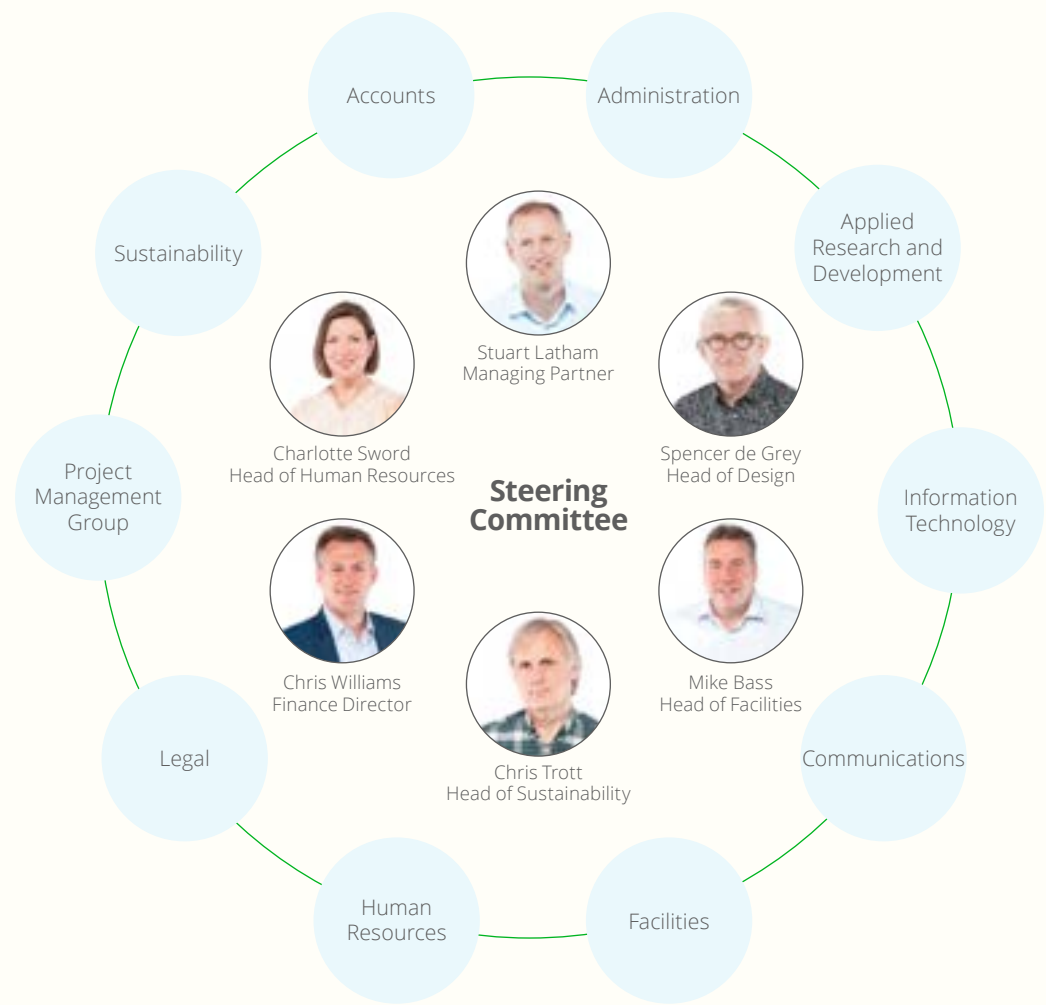 Accounts
Administration
Sustainability
Applied
Research and
Development
Stuart Latham
Managing Partner
Charlotte Sword
Head of Human Resources
Spencer de Grey
Head of Design
Project
Management
Group
Steering
Committee
Information
Technology
Chris Williams
Finance Director
Mike Bass
Head of Facilities
Legal
Chris Trott
Head of Sustainability
Communications
Human
Resources
Facilities